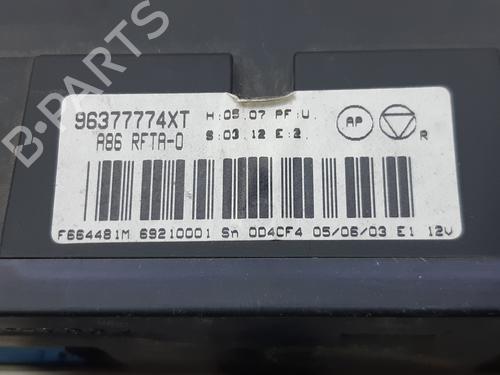 B-PARTS
96377774XT
H:05.07 PF:U.
A86 RFTA-0
S:03.12 E:2.
AP
R
F664481M 69210001 Sn 0D4CF4 05/06/03 E1 12V